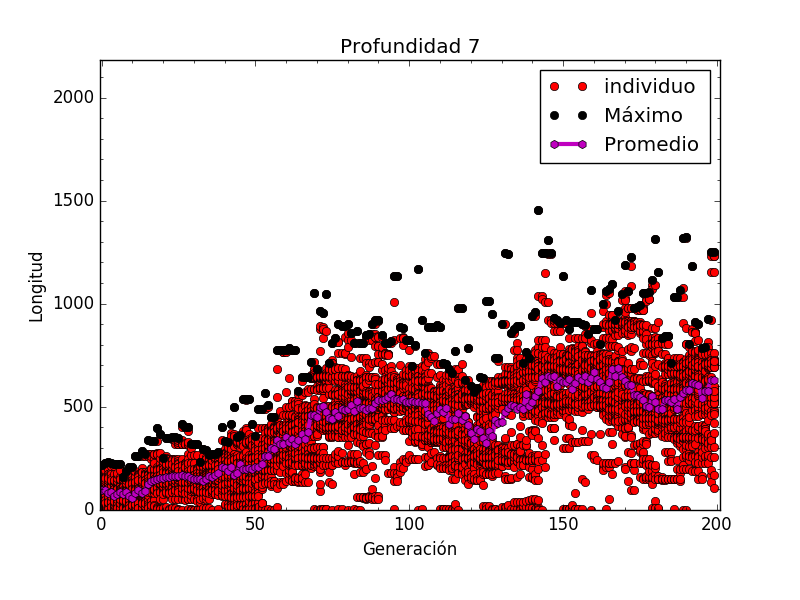 Profundidad 7
individuo
Máximo
Promedio
Longitud
2000
1500
1000
500
0
0 50 100 150 200
Generación